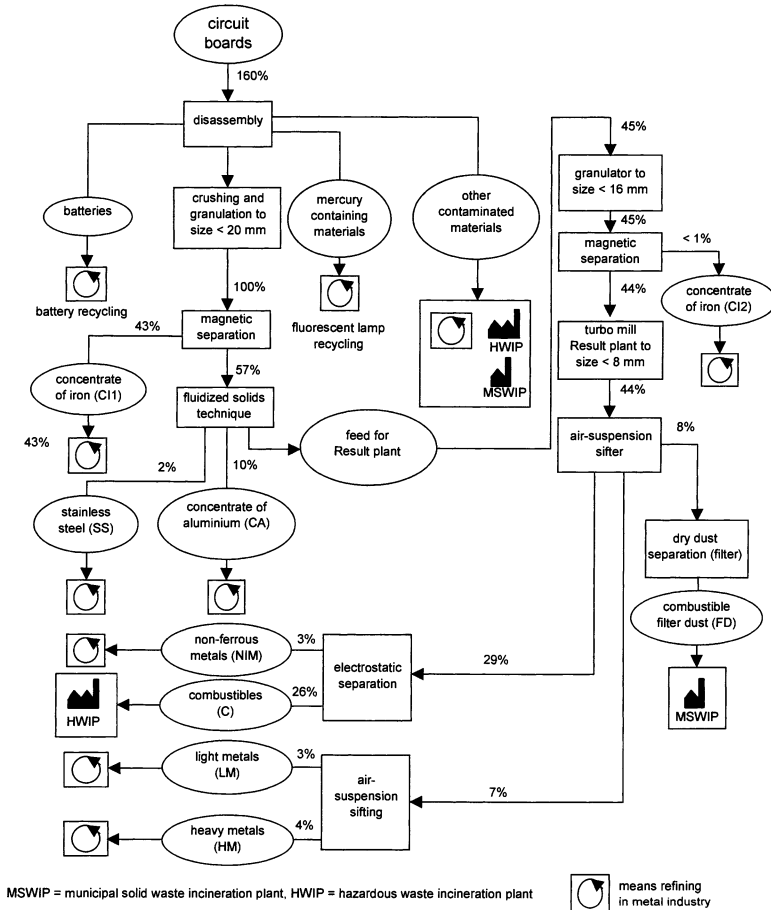 circuit
boards
160%
disassembly
batteries
battery recycling
crushing and
granulation to
size < 20 mm
mercury
containing
materials
fluorescent lamp
recycling
other
contaminated
materials
HWIP
MSWIP
100%
magnetic
separation
43%
concentrate
of iron (CI1)
43%
57%
fluidized solids
technique
2%
stainless
steel (SS)
10%
concentrate of
aluminium (CA)
feed for
Result plant
45%
granulator to
size < 16 mm
45%
magnetic
separation
< 1%
concentrate
of iron (CI2)
44%
turbo mill
Result plant to
size < 8 mm
44%
air-suspension
sifter
8%
dry dust
separation (filter)
combustible
filter dust (FD)
MSWIP
29%
electrostatic
separation
3%
non-ferrous
metals (NIM)
26%
combustibles
(C)
HWIP
7%
air-
suspension
sifting
3%
light metals
(LM)
4%
heavy metals
(HM)
MSWIP = municipal solid waste incineration plant, HWIP = hazardous waste incineration plant
means refining
in metal industry